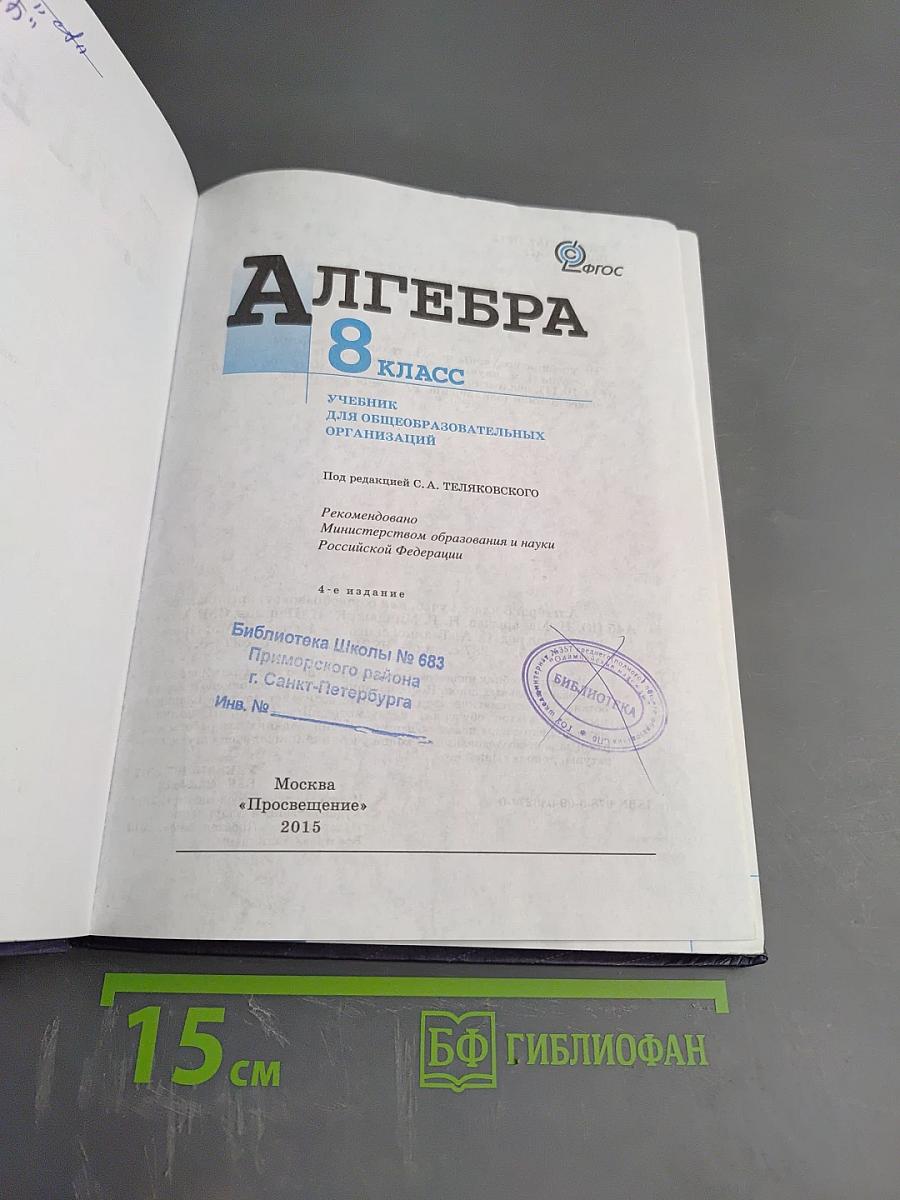 ФГОС
АЛГЕБРА
8 КЛАСС
УЧЕБНИК
ДЛЯ ОБЩЕОБРАЗОВАТЕЛЬНЫХ
ОРГАНИЗАЦИЙ
Под редакцией С. А. ТЕЛЯКОВСКОГО
Рекомендовано
Министерством образования и науки
Российской Федерации
4-е издание
Библиотека Школы № 683
Приморского района
г. Санкт-Петербурга
Инв. №
БИБЛИОТЕКА
Москва
«Просвещение»
2015
15 см
БФ ГИБЛИОФАН